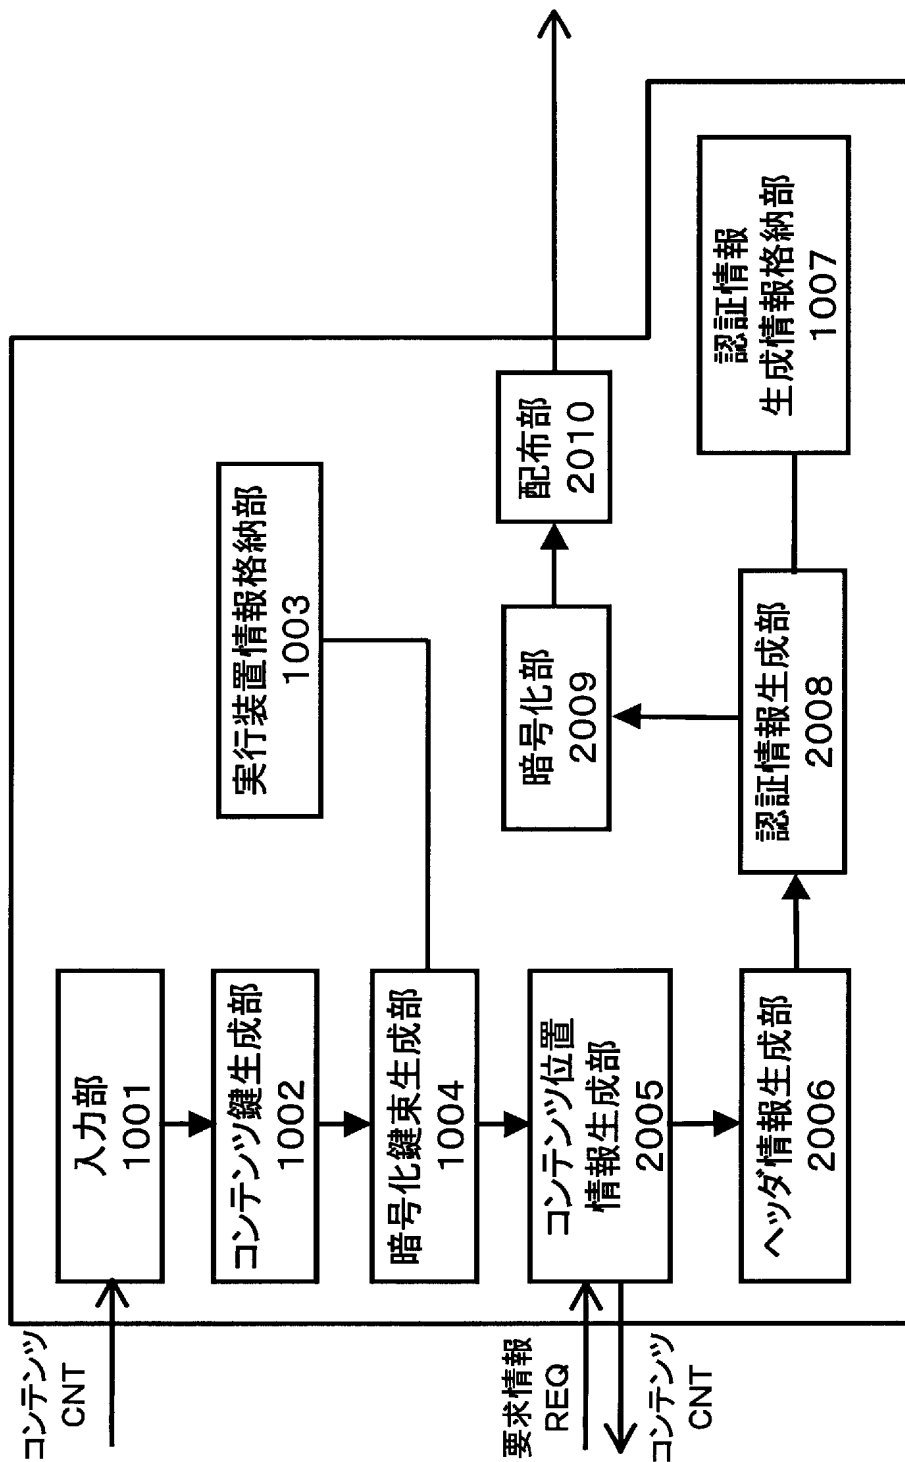 コンテンツ
CNT
入力部
1001
コンテンツ鍵生成部
1002
実行装置情報格納部
1003
暗号化鍵束生成部
1004
要求情報
REQ
コンテンツ
CNT
コンテンツ位置
情報生成部
2005
暗号化部
2009
配布部
2010
ヘッダ情報生成部
2006
認証情報生成部
2008
認証情報
生成情報格納部
1007